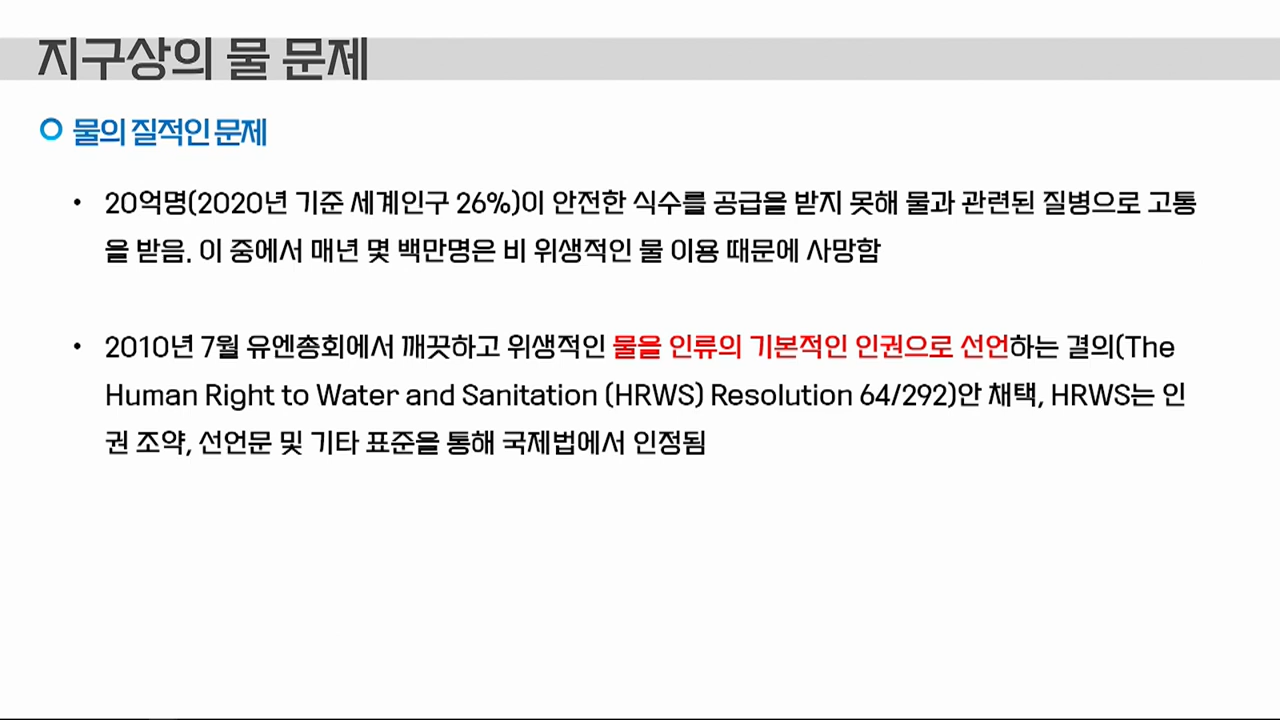 지구상의 물 문제
물의 질적인 문제
• 20억명(2020년 기준 세계인구 26%)이 안전한 식수를 공급을 받지 못해 물과 관련된 질병으로 고통
을 받음. 이 중에서 매년 몇 백만명은 비 위생적인 물 이용 때문에 사망함
• 2010년 7월 유엔총회에서 깨끗하고 위생적인 물을 인류의 기본적인 인권으로 선언하는 결의(The
Human Right to Water and Sanitation (HRWS) Resolution 64/292)안 채택, HRWS는 인
권 조약, 선언문 및 기타 표준을 통해 국제법에서 인정됨